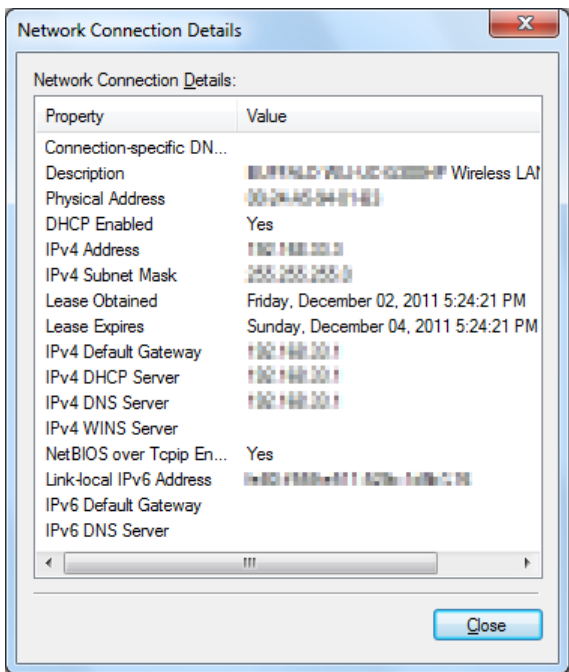 Network Connection Details
Network Connection Details:
Property Value
Connection-specific DN...
Description Wireless LAN
Physical Address
DHCP Enabled Yes
IPv4 Address
IPv4 Subnet Mask
Lease Obtained Friday, December 02, 2011 5:24:21 PM
Lease Expires Sunday, December 04, 2011 5:24:21 PM
IPv4 Default Gateway
IPv4 DHCP Server
IPv4 DNS Server
IPv4 WINS Server
NetBIOS over Tcpip En... Yes
Link-local IPv6 Address
IPv6 Default Gateway
IPv6 DNS Server
Close